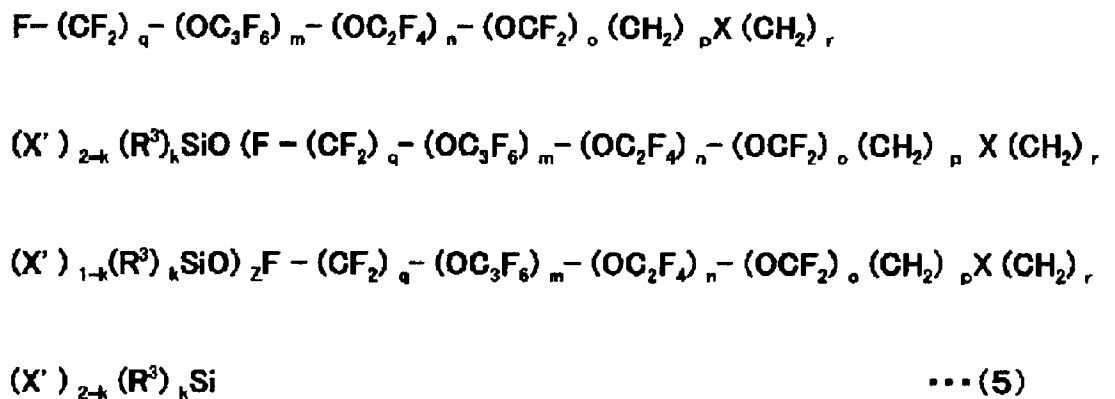 F–(CF₂)q–(OC₃F₆)m–(OC₂F₄)n–(OCF₂)o(CH₂)pX(CH₂)r
(X')₂₋ₖ(R³)ₖSiO(F–(CF₂)q–(OC₃F₆)m–(OC₂F₄)n–(OCF₂)o(CH₂)p X(CH₂)r
(X')₁₋ₖ(R³)ₖSiO)ZF–(CF₂)q–(OC₃F₆)m–(OC₂F₄)n–(OCF₂)o(CH₂)pX(CH₂)r
(X')₂₋ₖ(R³)ₖSi ···(5)